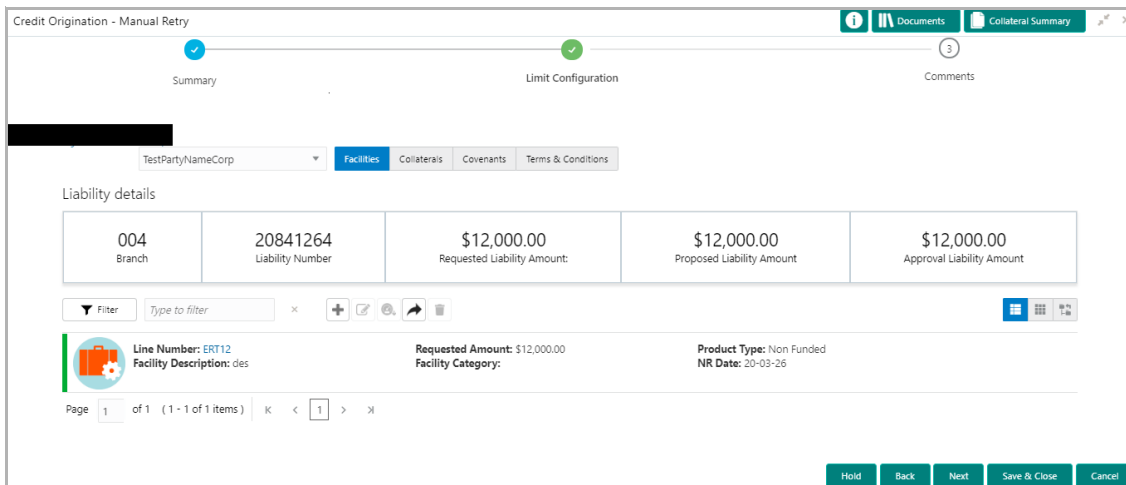 Credit Origination - Manual Retry
i Documents Collateral Summary
Summary Limit Configuration 3 Comments
TestPartyNameCorp Facilities Collaterals Covenants Terms & Conditions
Liability details
004 20841264 $12,000.00 $12,000.00 $12,000.00
Branch Liability Number Requested Liability Amount: Proposed Liability Amount Approval Liability Amount
Filter Type to filter
Line Number: ERT12 Requested Amount: $12,000.00 Product Type: Non Funded
Facility Description: des Facility Category: NR Date: 20-03-26
Page 1 of 1 (1 - 1 of 1 items) K < 1 > >|
Hold Back Next Save & Close Cancel